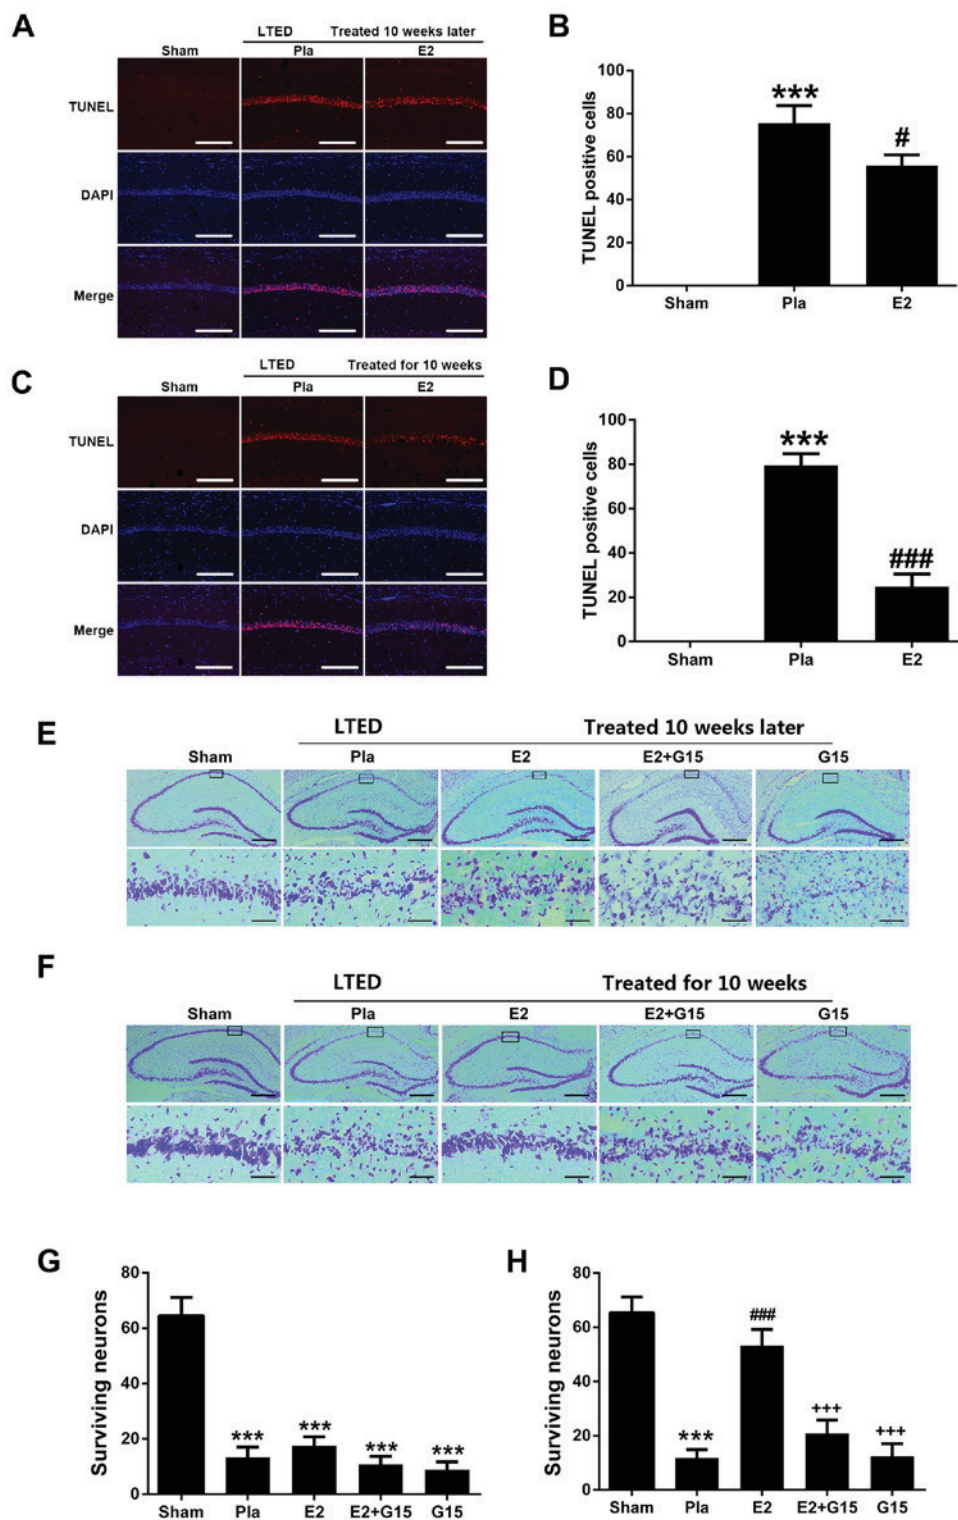 A
LTED Treated 10 weeks later
Sham Pla E2
TUNEL
DAPI
Merge
B
TUNEL positive cells
100
80
60
40
20
0
***
#
Sham Pla E2
C
LTED Treated for 10 weeks
Sham Pla E2
TUNEL
DAPI
Merge
D
TUNEL positive cells
100
80
60
40
20
0
***
###
Sham Pla E2
E
LTED Treated 10 weeks later
Sham Pla E2 E2+G15 G15
F
LTED Treated for 10 weeks
Sham Pla E2 E2+G15 G15
G
Surviving neurons
80
60
40
20
0
*** *** *** ***
Sham Pla E2 E2+G15 G15
H
Surviving neurons
80
60
40
20
0
*** ### +++ +++
Sham Pla E2 E2+G15 G15